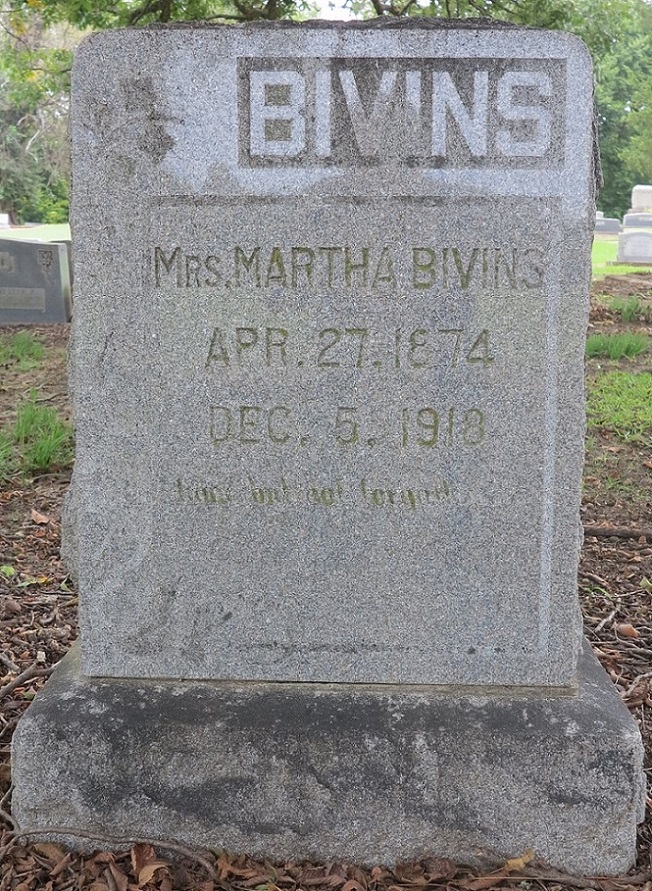 BIVINS
MRS. MARTHA BIVINS
APR. 27. 1874
DEC. 5. 1918
Gone but not forgotten